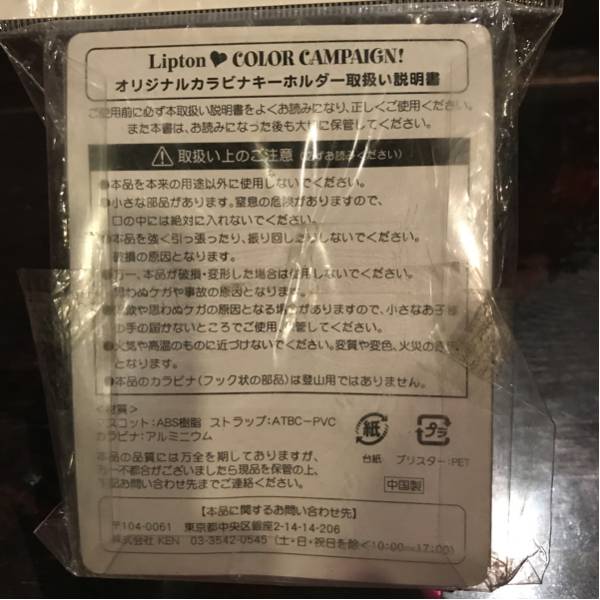 Lipton♥COLOR CAMPAIGN!
オリジナルカラビナキーホルダー取扱い説明書
ご使用前に必ず本取扱い説明書をよくお読みになり、正しくご使用ください。
また本書は、お読みになった後も大切に保管してください。
⚠取扱い上のご注意(必ずお読みください)
●本品を本来の用途以外に使用しないでください。
●小さな部品があります。窒息の危険がありますので、
口の中には絶対に入れないでください。
●本品を強く引っ張ったり、振り回したりしないでください。
破損の原因となります。
●万一、本品が破損・変形した場合は使用しないでください。
思わぬケガや事故の原因となります。
●誤飲や思わぬケガの原因となる場合がありますので、小さなお子様
の手の届かないところでご使用、保管してください。
●火気や高温のものに近づけないでください。変質や変色、火災の原因
となります。
●本品のカラビナ(フック状の部品)は登山用ではありません。
<材質>
マスコット:ABS樹脂 ストラップ:ATBC-PVC
カラビナ:アルミニウム
紙
台紙
プラ
ブリスター:PET
本品の品質には万全を期しておりますが、
万一不都合がございましたら現品を保管の上、
下記お問い合わせ先までご連絡ください。
中国製
【本品に関するお問い合わせ先】
〒104-0061 東京都中央区銀座2-14-14-206
株式会社 KEN 03-3542-0545 (土・日・祝日を除く10:00~17:00)